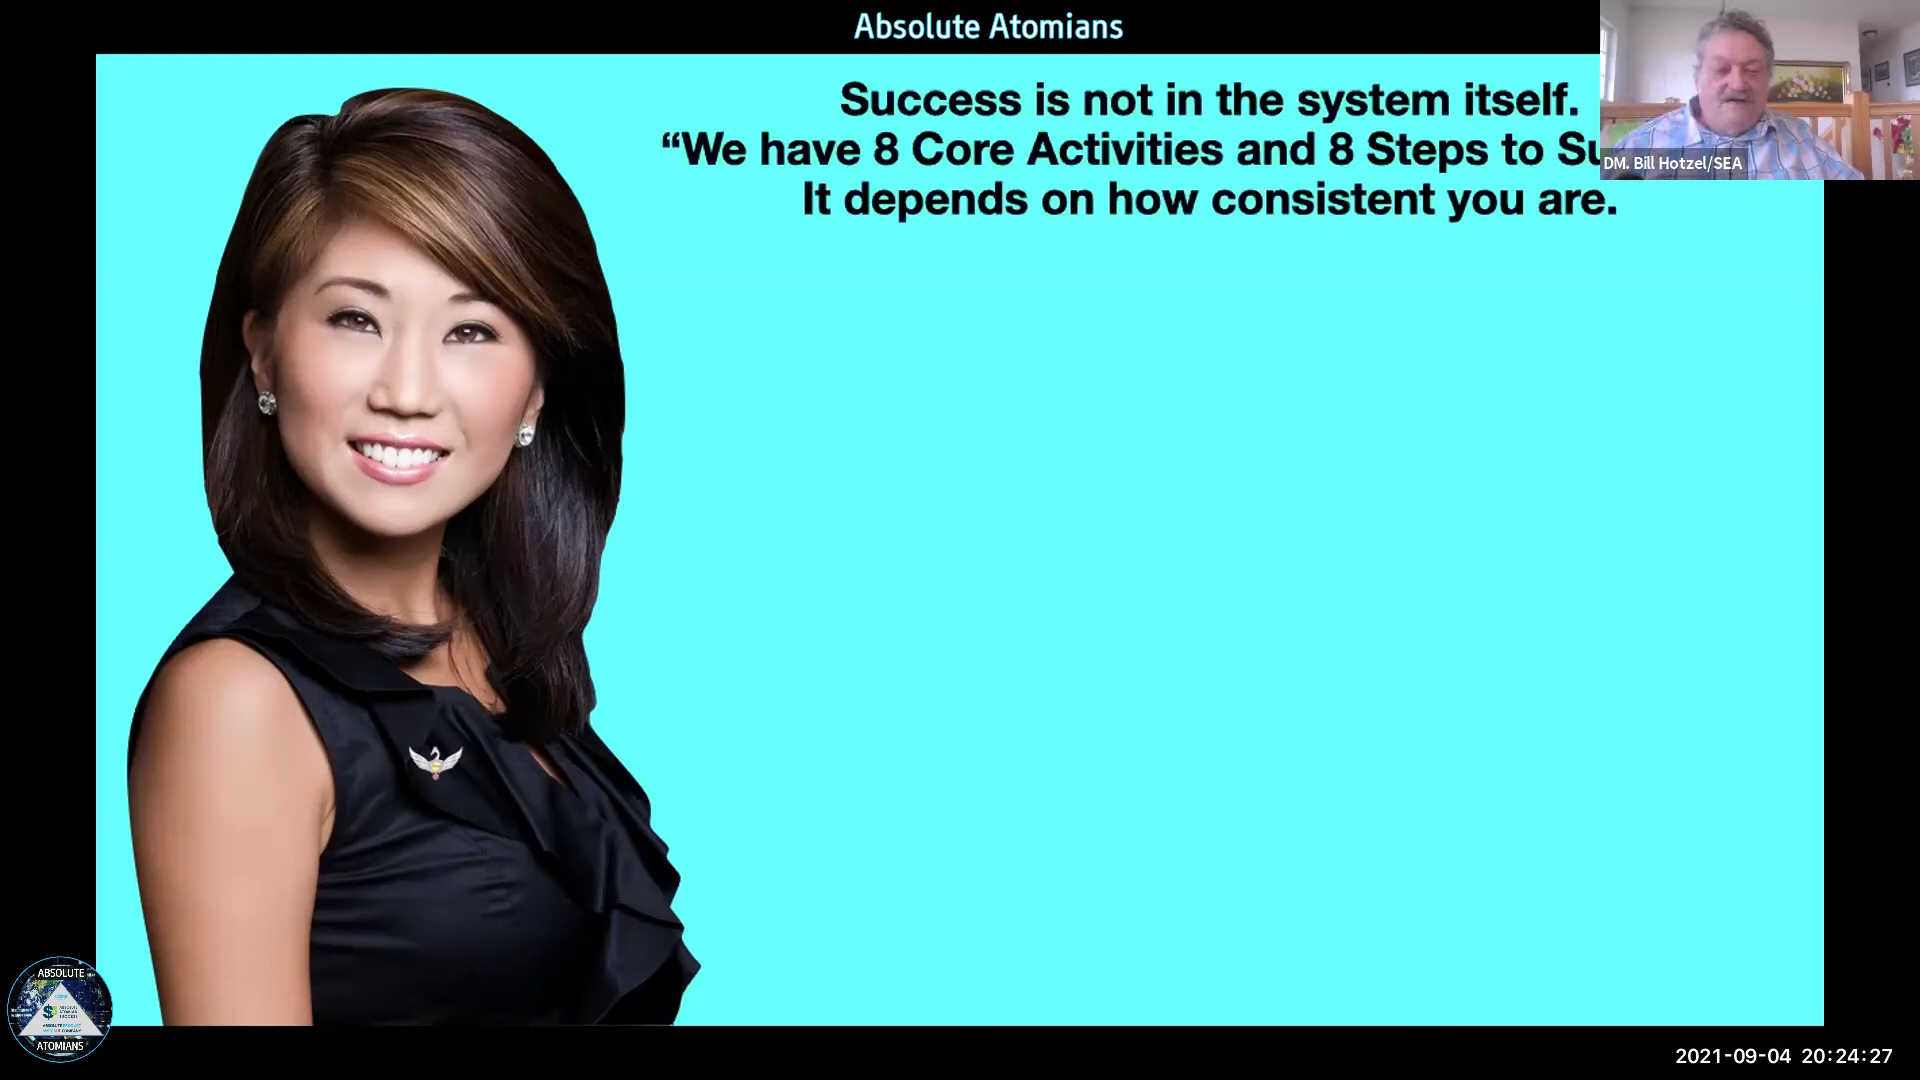 Absolute Atomians
Success is not in the system itself.
“We have 8 Core Activities and 8 Steps to Su
It depends on how consistent you are.
DM. Bill Hotzel/SEA
ABSOLUTE
ATOMIANS
2021-09-04 20:24:27